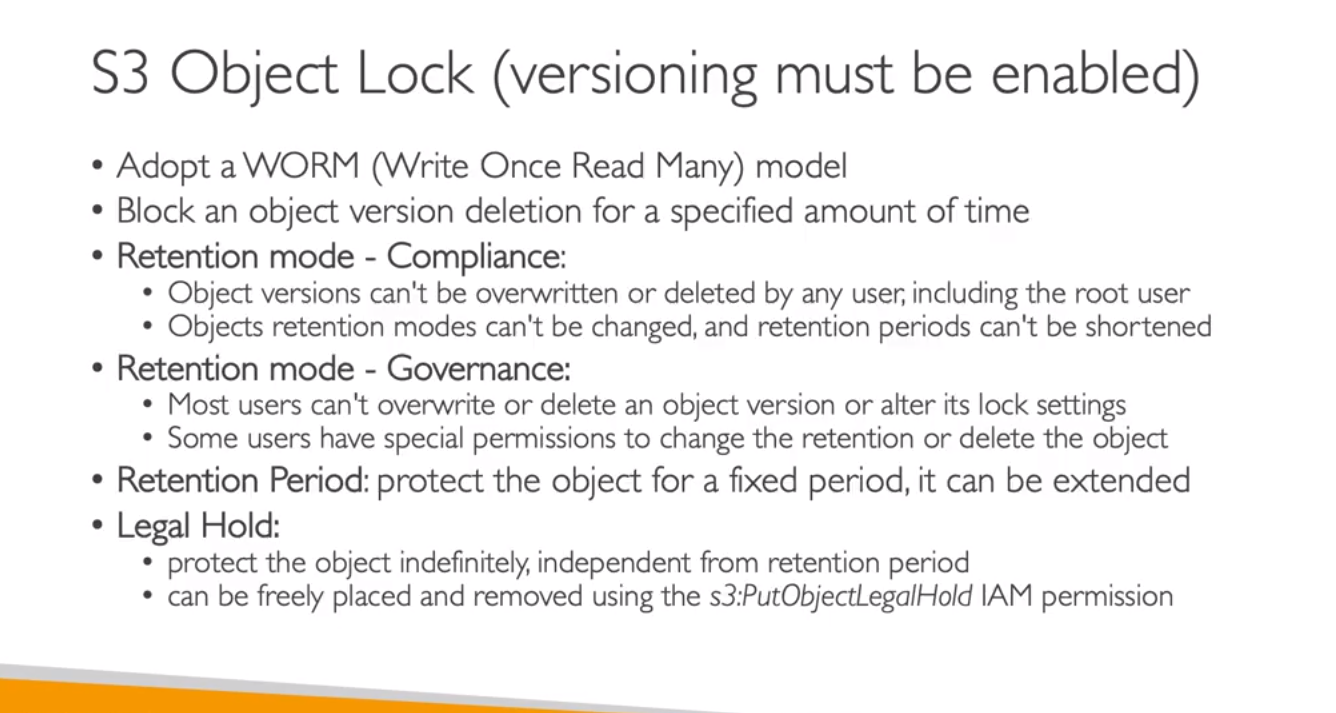 S3 Object Lock (versioning must be enabled)
• Adopt a WORM (Write Once Read Many) model
• Block an object version deletion for a specified amount of time
• Retention mode - Compliance:
• Object versions can't be overwritten or deleted by any user, including the root user
• Objects retention modes can't be changed, and retention periods can't be shortened
• Retention mode - Governance:
• Most users can't overwrite or delete an object version or alter its lock settings
• Some users have special permissions to change the retention or delete the object
• Retention Period: protect the object for a fixed period, it can be extended
• Legal Hold:
• protect the object indefinitely, independent from retention period
• can be freely placed and removed using the s3:PutObjectLegalHold IAM permission